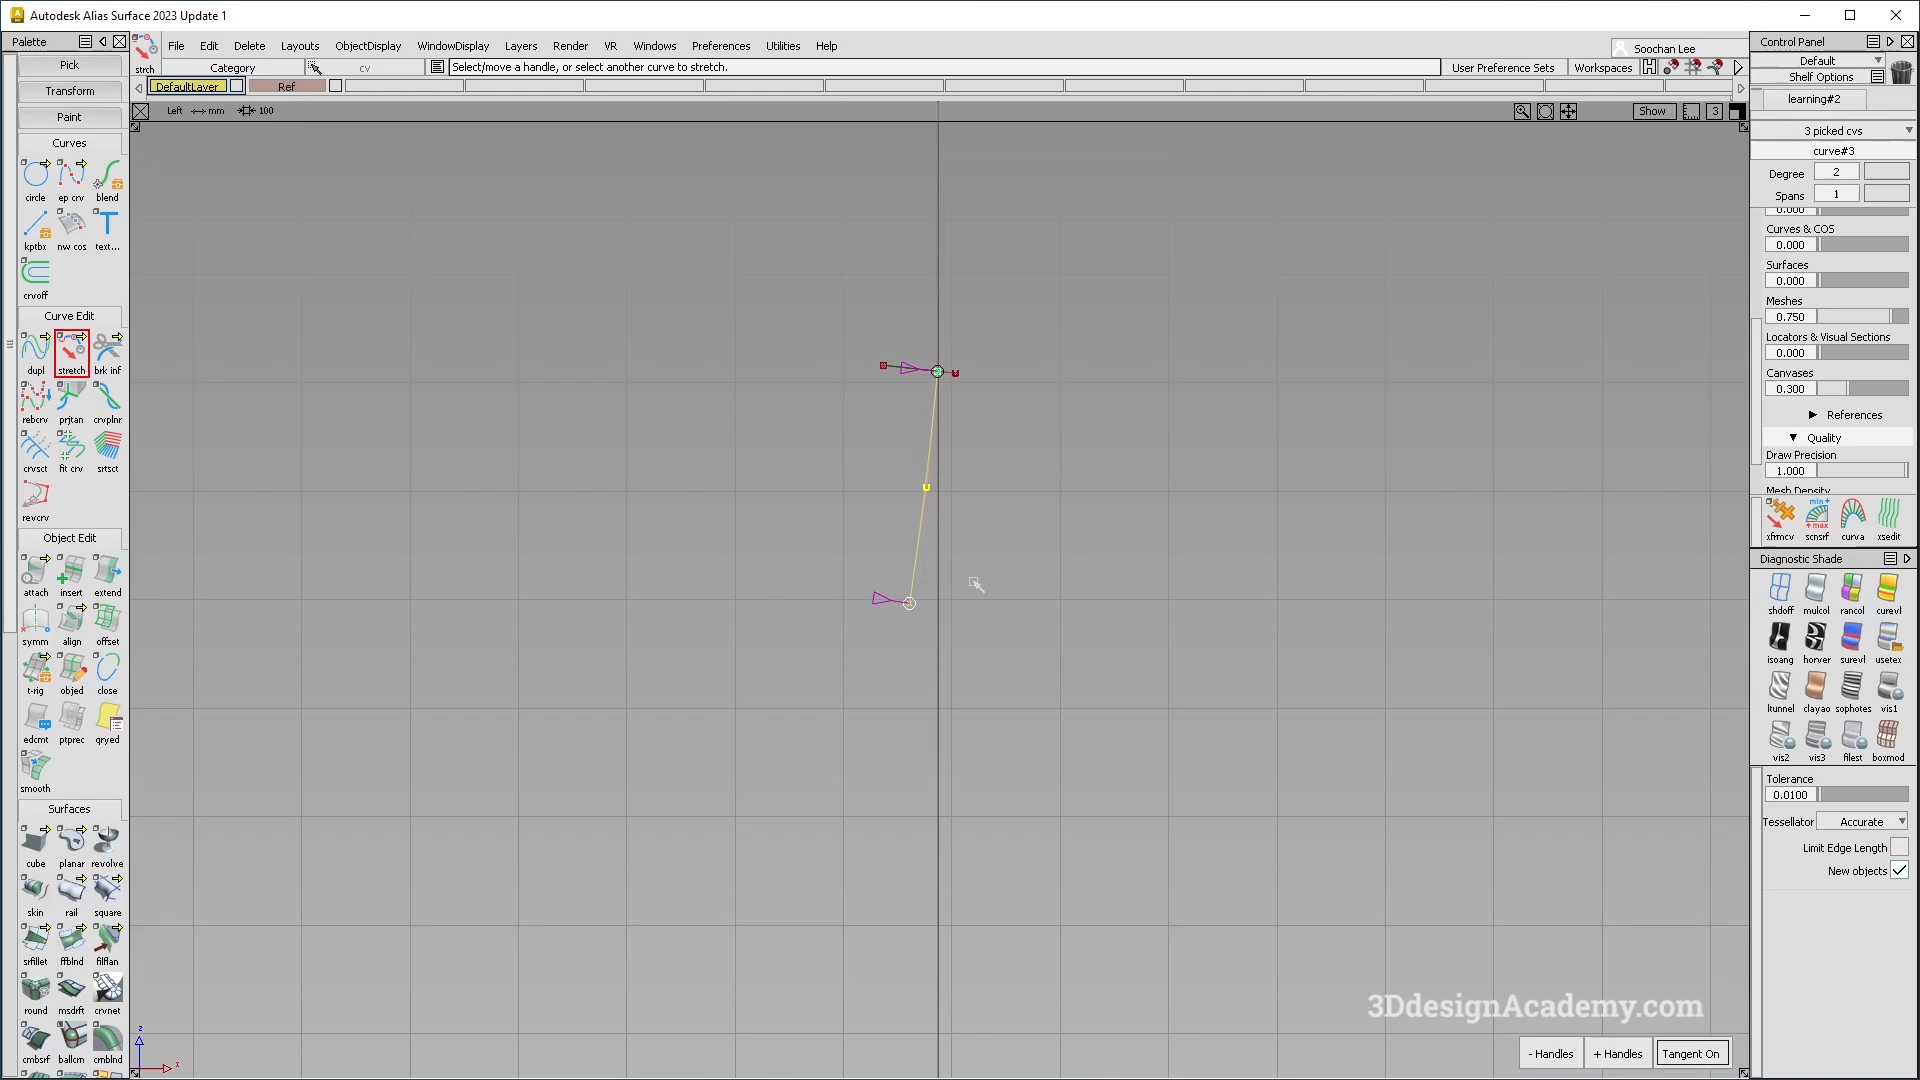 Autodesk Alias Surface 2023 Update 1
Palette
File Edit Delete Layouts ObjectDisplay WindowDisplay Layers Render VR Windows Preferences Utilities Help
Soochan Lee
strch
Category
cv
Select/move a handle, or select another curve to stretch.
User Preference Sets
Workspaces
DefaultLayer
Ref
Left mm 100
Show
3
Pick
Transform
Paint
Curves
circle ep crv blend
kptbx nw cos text...
crvoff
Curve Edit
dupl stretch brk inf
rebcrv prjtan crvplnr
crvsct fit crv srtsct
revcrv
Object Edit
attach insert extend
symm align offset
t-rig objed close
edcmt ptprec qryed
smooth
Surfaces
cube planar revolve
skin rail square
srfillet ffblnd filflan
round msdrft crvnet
cmbsrf ballcrn crnblnd
z
x
3DdesignAcademy.com
- Handles
+ Handles
Tangent On
Control Panel
Default
Shelf Options
learning#2
3 picked cvs
curve#3
Degree 2
Spans 1
0.000
Curves & COS
0.000
Surfaces
0.000
Meshes
0.750
Locators & Visual Sections
0.000
Canvases
0.300
References
Quality
Draw Precision
1.000
Mesh Density
min
max
xfrmcv scnsrf curva xsedit
Diagnostic Shade
shdoff mulcol rancol curevl
isoang horver surevl usetex
ltunnel clayao sophotes vis1
vis2 vis3 filest boxmod
Tolerance
0.0100
Tessellator Accurate
Limit Edge Length
New objects